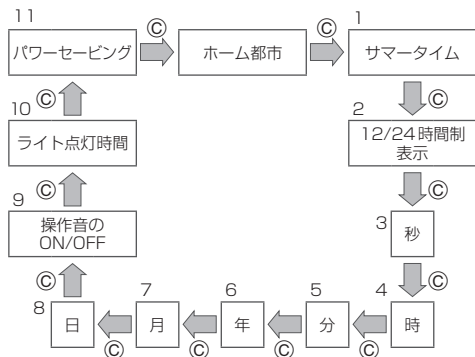 11
パワーセービング
Ⓒ
ホーム都市
Ⓒ
1
サマータイム
Ⓒ
2
12/24時間制
表示
Ⓒ
3
秒
Ⓒ
4
時
Ⓒ
5
分
Ⓒ
6
年
Ⓒ
7
月
Ⓒ
8
日
Ⓒ
9
操作音の
ON/OFF
Ⓒ
10
ライト点灯時間
Ⓒ